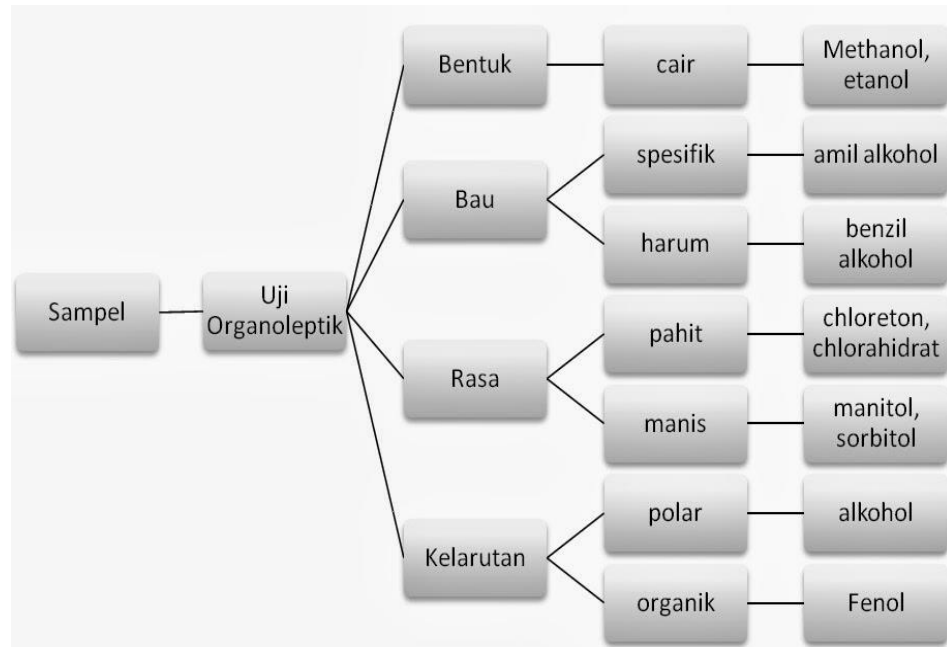 Sampel
Uji
Organoleptik
Bentuk
cair
Methanol,
etanol
Bau
spesifik
amil alkohol
harum
benzil
alkohol
Rasa
pahit
chloreton,
chlorahidrat
manis
manitol,
sorbitol
Kelarutan
polar
alkohol
organik
Fenol